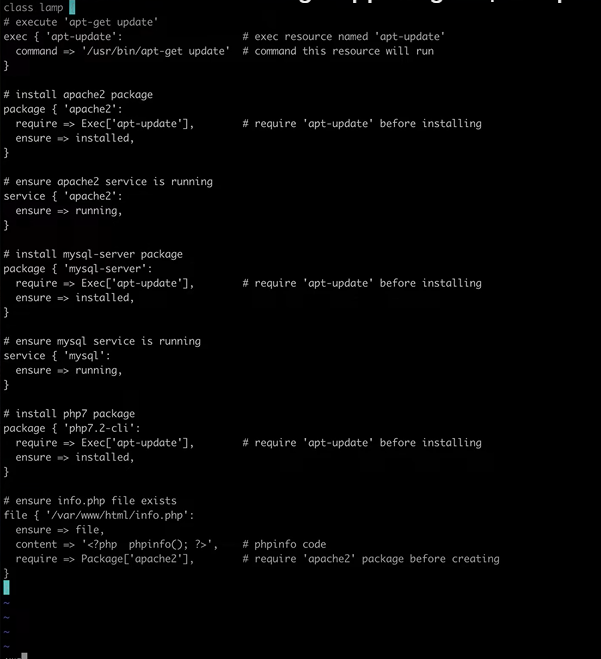 class lamp {
# execute 'apt-get update'
exec { 'apt-update':                    # exec resource named 'apt-update'
  command => '/usr/bin/apt-get update'  # command this resource will run
}

# install apache2 package
package { 'apache2':
  require => Exec['apt-update'],        # require 'apt-update' before installing
  ensure => installed,
}

# ensure apache2 service is running
service { 'apache2':
  ensure => running,
}

# install mysql-server package
package { 'mysql-server':
  require => Exec['apt-update'],        # require 'apt-update' before installing
  ensure => installed,
}

# ensure mysql service is running
service { 'mysql':
  ensure => running,
}

# install php7 package
package { 'php7.2-cli':
  require => Exec['apt-update'],        # require 'apt-update' before installing
  ensure => installed,
}

# ensure info.php file exists
file { '/var/www/html/info.php':
  ensure => file,
  content => '<?php  phpinfo(); ?>',    # phpinfo code
  require => Package['apache2'],        # require 'apache2' package before creating
}
}
~
~
~
~